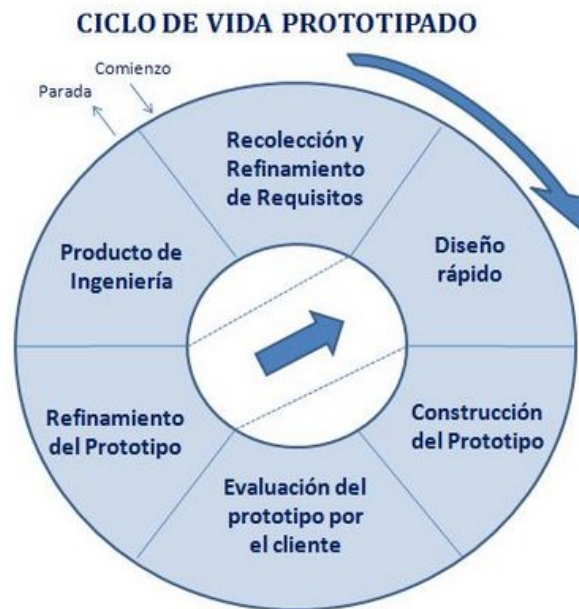 CICLO DE VIDA PROTOTIPADO
Comienzo
Parada
Recolección y
Refinamiento
de Requisitos
Diseño
rápido
Construcción
del Prototipo
Evaluación del
prototipo por
el cliente
Refinamiento
del Prototipo
Producto de
Ingeniería